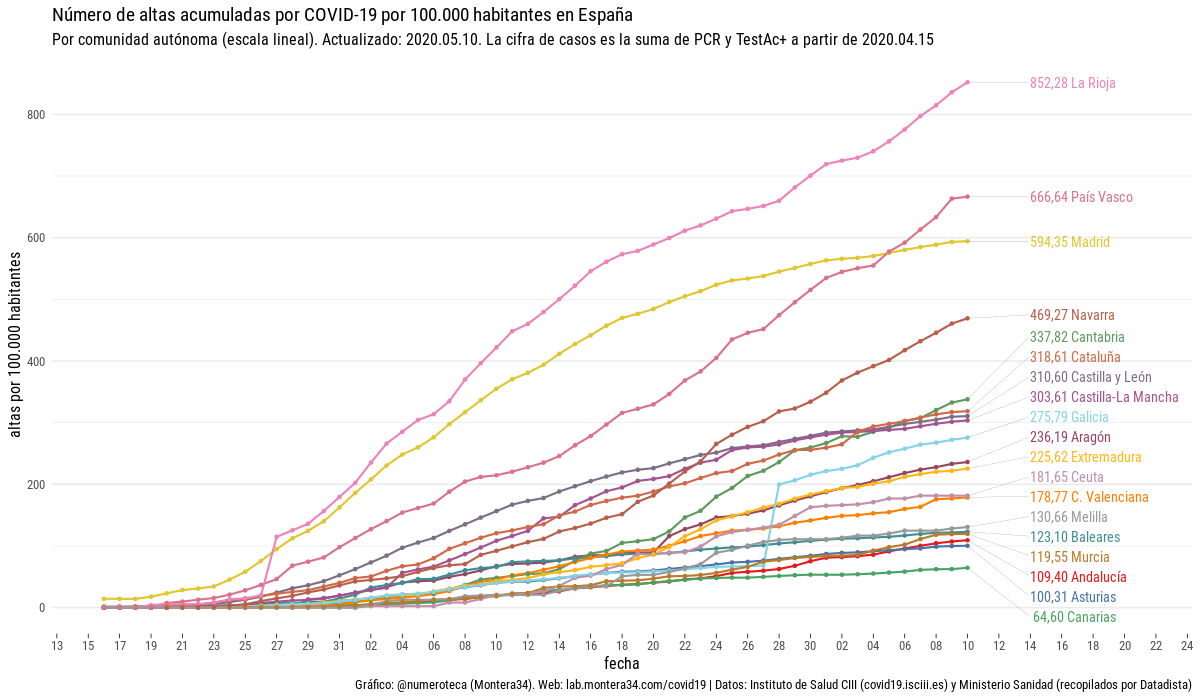 Número de altas acumuladas por COVID-19 por 100.000 habitantes en España
Por comunidad autónoma (escala lineal). Actualizado: 2020.05.10. La cifra de casos es la suma de PCR y TestAc+ a partir de 2020.04.15
altas por 100.000 habitantes
800
600
400
200
0
852,28 La Rioja
666,64 País Vasco
594,35 Madrid
469,27 Navarra
337,82 Cantabria
318,61 Cataluña
310,60 Castilla y León
303,61 Castilla-La Mancha
275,79 Galicia
236,19 Aragón
225,62 Extremadura
181,65 Ceuta
178,77 C. Valenciana
130,66 Melilla
123,10 Baleares
119,55 Murcia
109,40 Andalucía
100,31 Asturias
64,60 Canarias
13 15 17 19 21 23 25 27 29 31 02 04 06 08 10 12 14 16 18 20 22 24 26 28 30 02 04 06 08 10 12 14 16 18 20 22 24
fecha
Gráfico: @numeroteca (Montera34). Web: lab.montera34.com/covid19 | Datos: Instituto de Salud CIII (covid19.isciii.es) y Ministerio Sanidad (recopilados por Datadista)